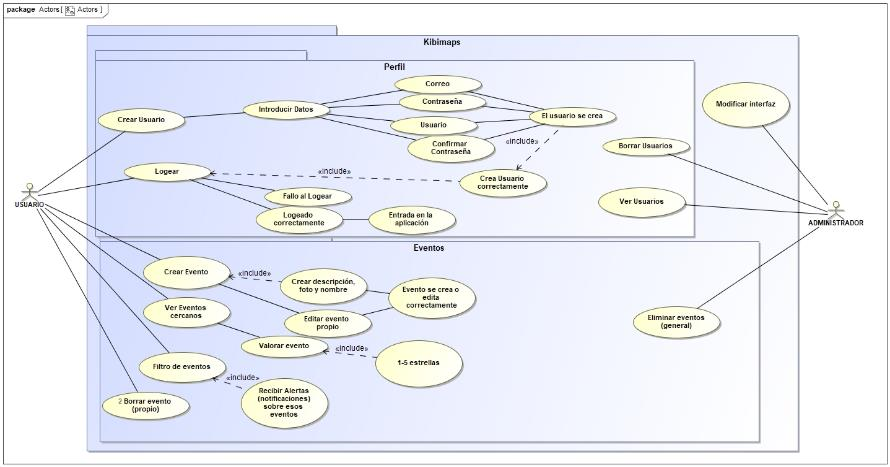 package Actors[ Actors ]
Kibimaps
Perfil
Correo
Contraseña
Usuario
Confirmar
Contraseña
Crear Usuario
Introducir Datos
El usuario se crea
«include»
Modificar interfaz
Borrar Usuarios
Logear
«include»
Crea Usuario
correctamente
Fallo al Logear
Logeado
correctamente
Entrada en la
aplicación
Ver Usuarios
USUARIO
ADMINISTRADOR
Eventos
Crear Evento
«include»
Crear descripción,
foto y nombre
Evento se crea o
edita
correctamente
Ver Eventos
cercanos
Editar evento
propio
Eliminar eventos
(general)
Valorar evento
«include»
1-5 estrellas
Filtro de eventos
«include»
Recibir Alertas
(notificaciones)
sobre esos
eventos
2 Borrar evento
(propio)